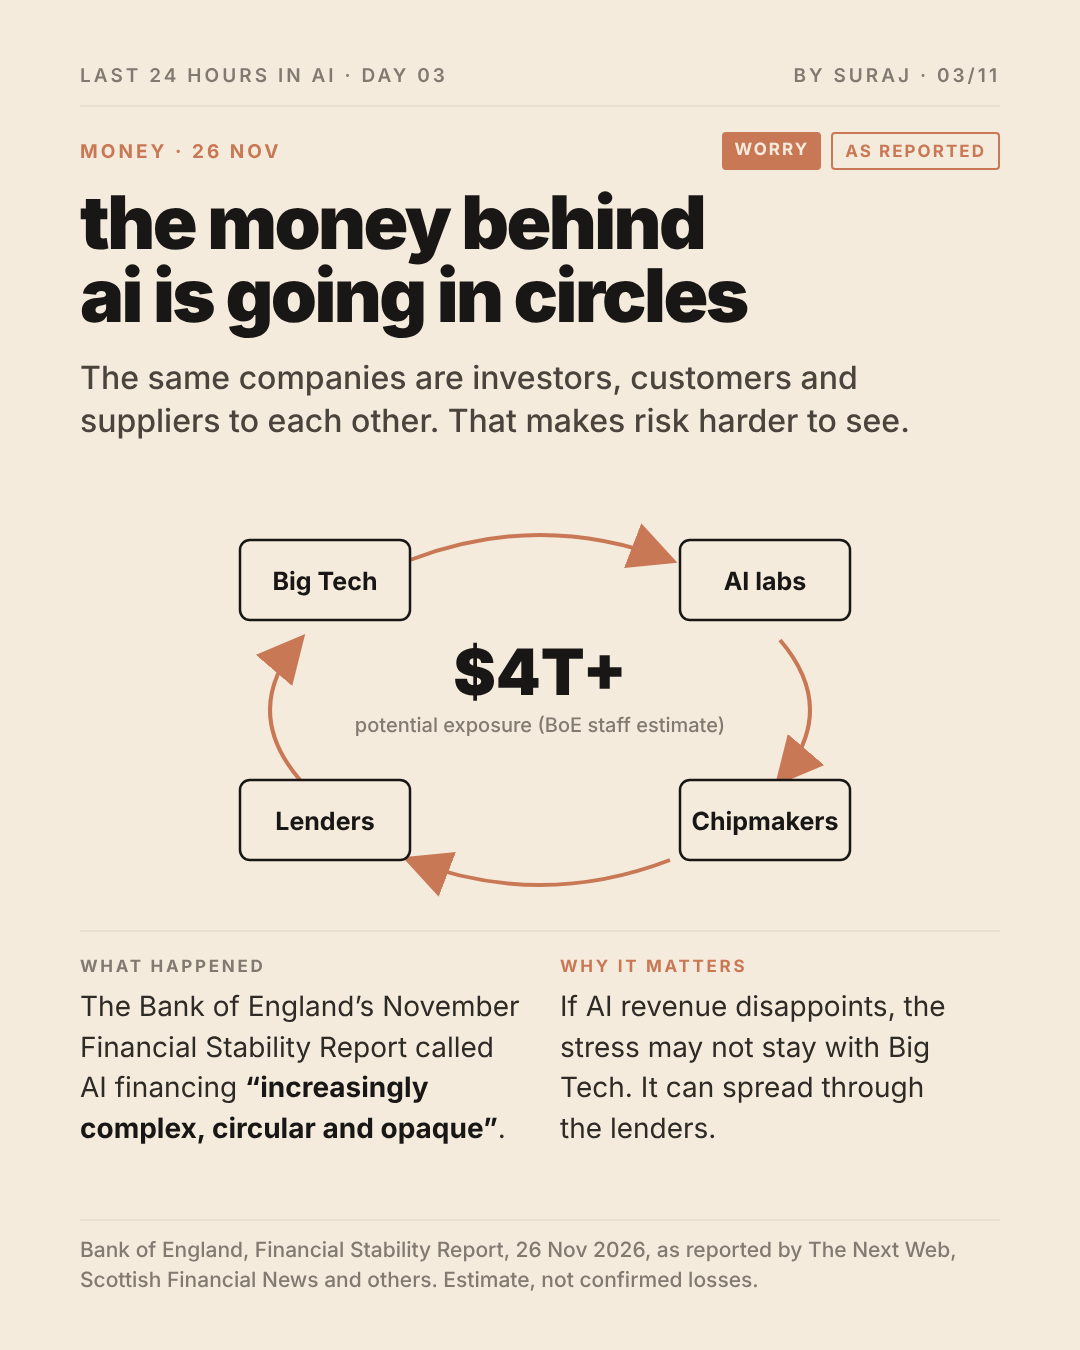 LAST 24 HOURS IN AI · DAY 03
BY SURAJ · 03/11
MONEY · 26 NOV
WORRY
AS REPORTED
the money behind
ai is going in circles
The same companies are investors, customers and
suppliers to each other. That makes risk harder to see.
Big Tech
AI labs
$4T+
potential exposure (BoE staff estimate)
Lenders
Chipmakers
WHAT HAPPENED
The Bank of England’s November
Financial Stability Report called
AI financing “increasingly
complex, circular and opaque”.
WHY IT MATTERS
If AI revenue disappoints, the
stress may not stay with Big
Tech. It can spread through
the lenders.
Bank of England, Financial Stability Report, 26 Nov 2026, as reported by The Next Web,
Scottish Financial News and others. Estimate, not confirmed losses.